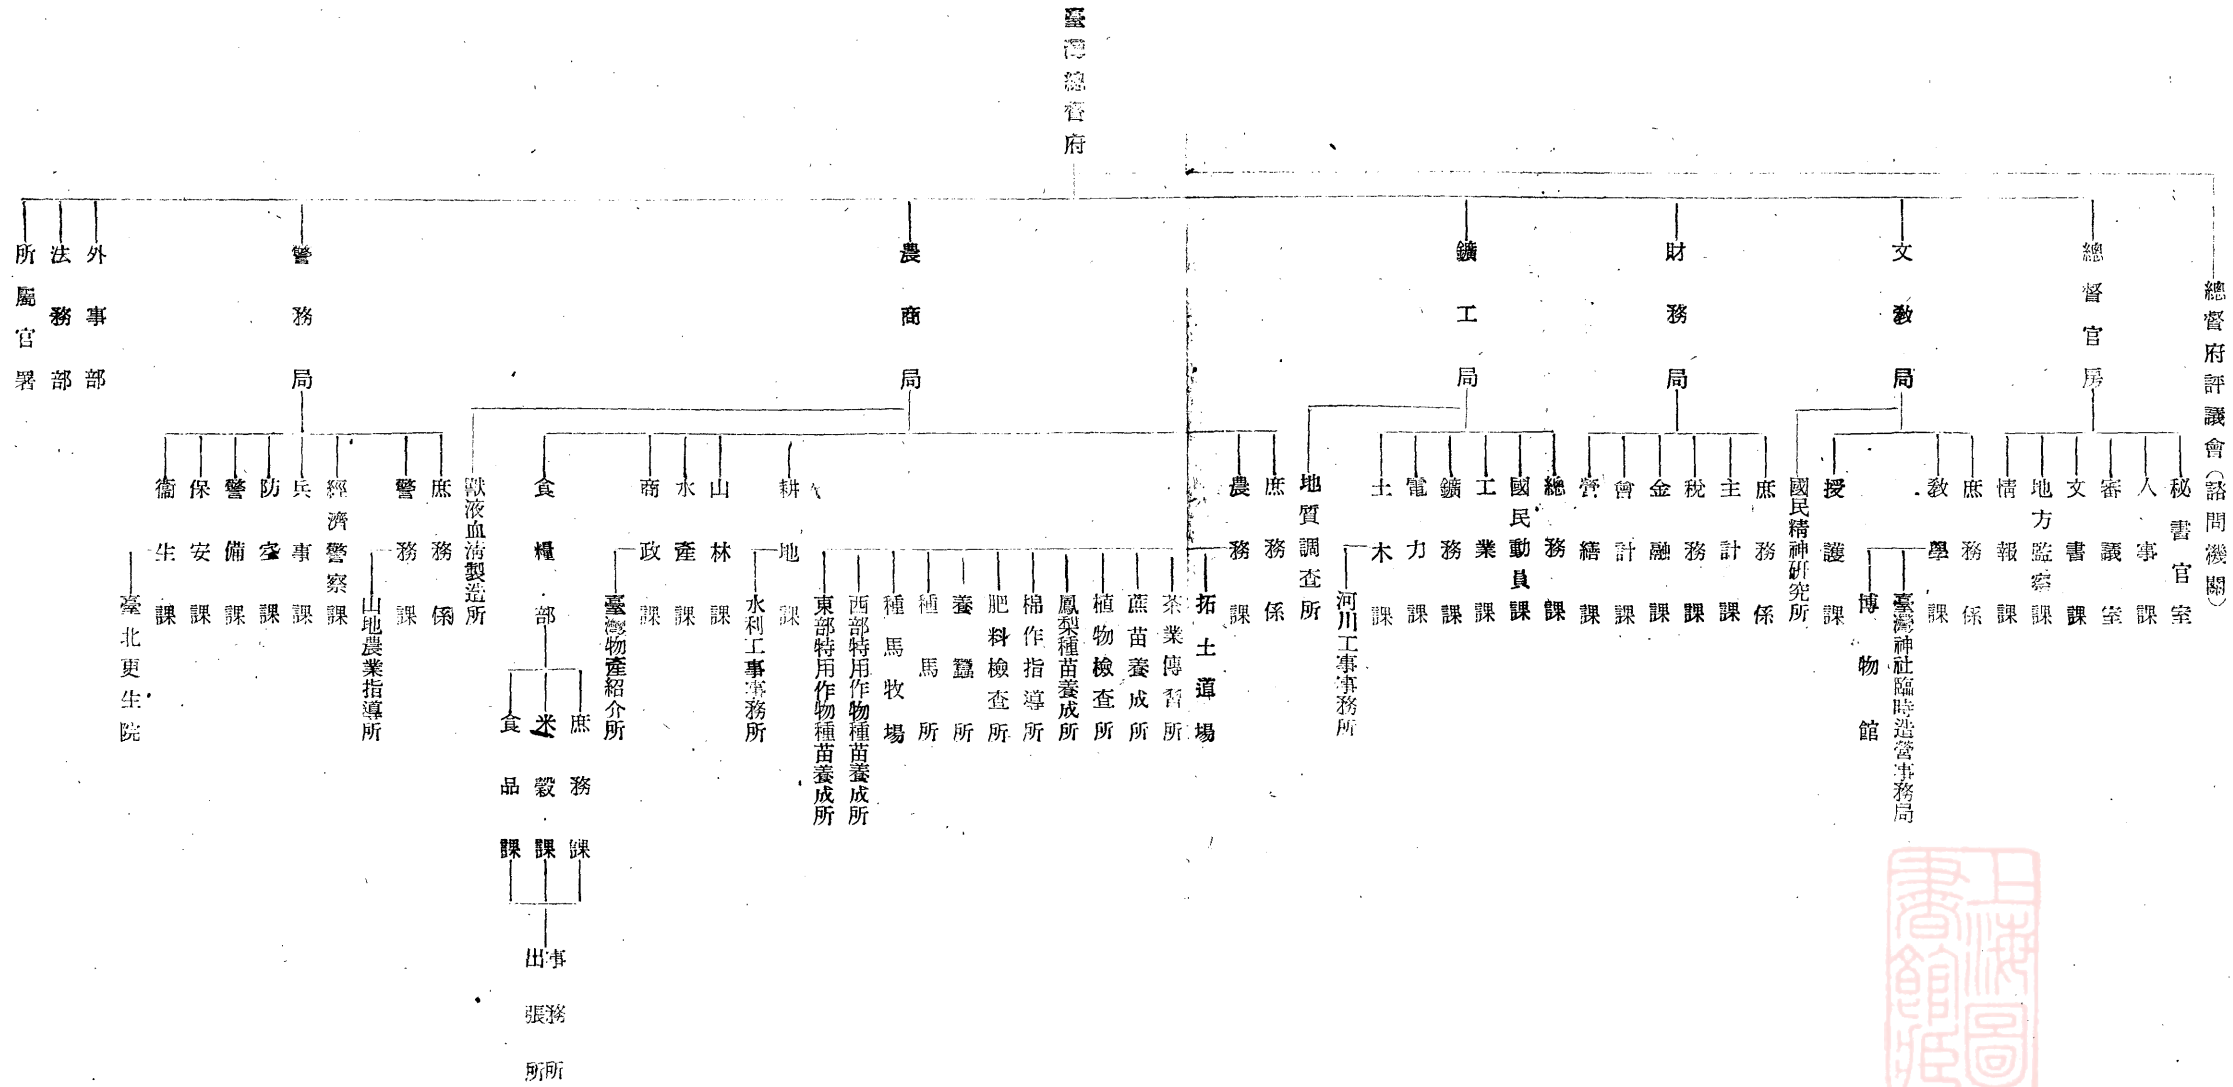 臺灣總督府
總督府評議會(諮問機關)
總督官房
文教局
財務局
鑛工局
農商局
警務局
外事部
法務部
所屬官署
秘書官室
人事課
審議室
文書課
地方監察課
情報課
庶務係
敎學課
援護課
國民精神硏究所
庶務係
主計課
稅務課
金融課
會計課
營繕課
總務課
國民動員課
工業課
鑛務課
電力課
土木課
地質調査所
庶務係
農務課
耕地課
山林課
水產課
商政課
食糧部
獸液血淸製造所
庶務係
警務課
經濟警察課
兵事課
防空課
警備課
保安課
衞生課
臺灣神社臨時造營事務局
博物館
河川工事事務所
拓士道場
茶業傳習所
蔗苗養成所
植物檢查所
鳳梨種苗養成所
棉作指導所
肥料檢查所
養蠶所
種馬所
種馬牧場
西部特用作物種苗養成所
東部特用作物種苗養成所
水利工事事務所
臺灣物產紹介所
山地農業指導所
臺北更生院
庶務課
米穀課
食品課
事務所
出張所
上海圖
書館藏